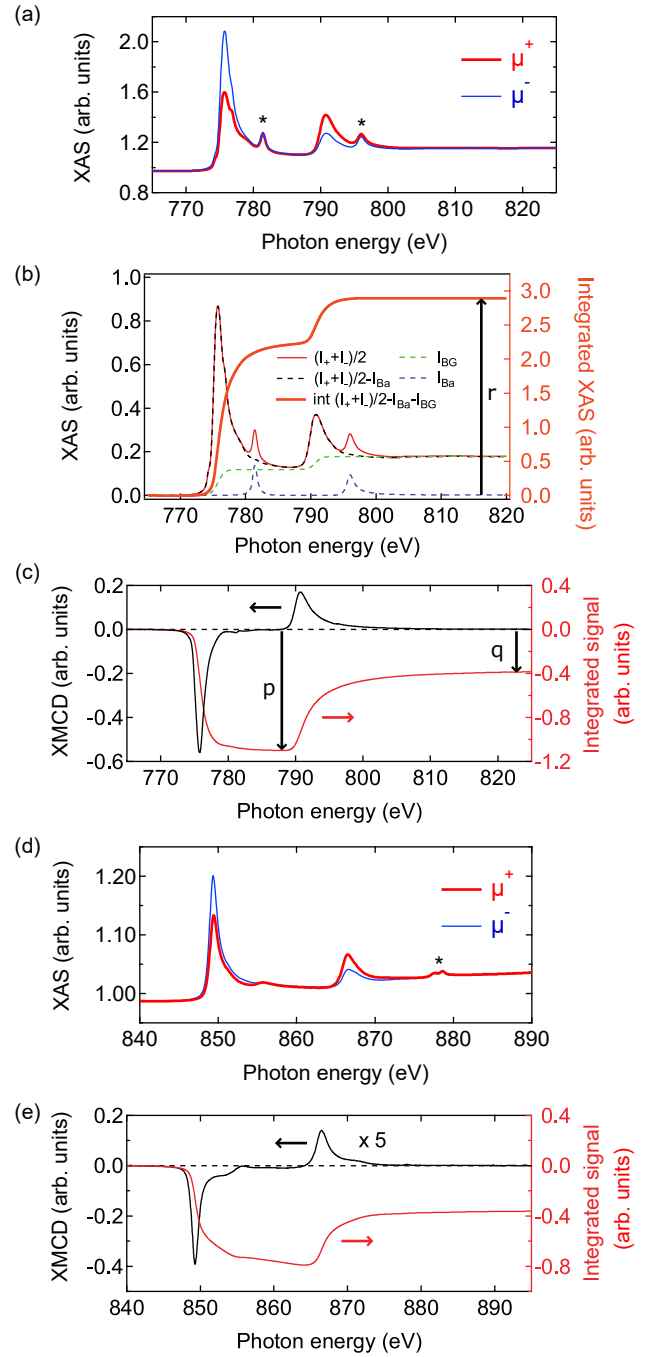 (a)
XAS (arb. units)
2.0
1.6
1.2
0.8
μ+
μ-
*
*
770 780 790 800 810 820
Photon energy (eV)
(b)
XAS (arb. units)
1.0
0.8
0.6
0.4
0.2
0.0
(I++I-)/2
(I++I-)/2-IBa
int (I++I-)/2-IBa-IBG
IBG
IBa
r
3.0
2.5
2.0
1.5
1.0
0.5
0.0
Integrated XAS (arb. units)
770 780 790 800 810 820
Photon energy (eV)
(c)
XMCD (arb. units)
0.2
0.0
-0.2
-0.4
-0.6
p
q
0.4
0
-0.4
-0.8
-1.2
Integrated signal
(arb. units)
770 780 790 800 810 820
Photon energy (eV)
(d)
XAS (arb. units)
1.20
1.10
1.00
μ+
μ-
*
840 850 860 870 880 890
Photon energy (eV)
(e)
XMCD (arb. units)
0.2
0.0
-0.2
-0.4
x 5
0.4
0
-0.4
-0.8
Integrated signal
(arb. units)
840 850 860 870 880 890
Photon energy (eV)